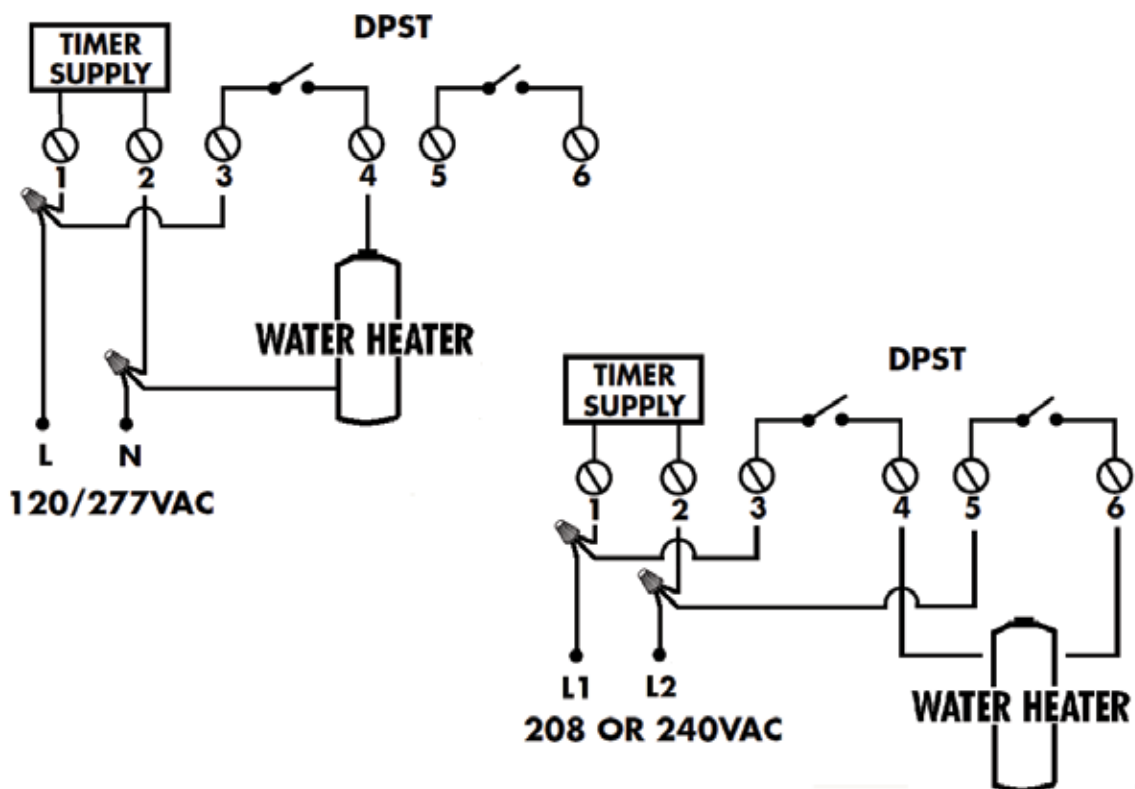 DPST
TIMER
SUPPLY
1 2 3 4 5 6
WATER HEATER
L N
120/277VAC
DPST
TIMER
SUPPLY
1 2 3 4 5 6
L1 L2
208 OR 240VAC
WATER HEATER